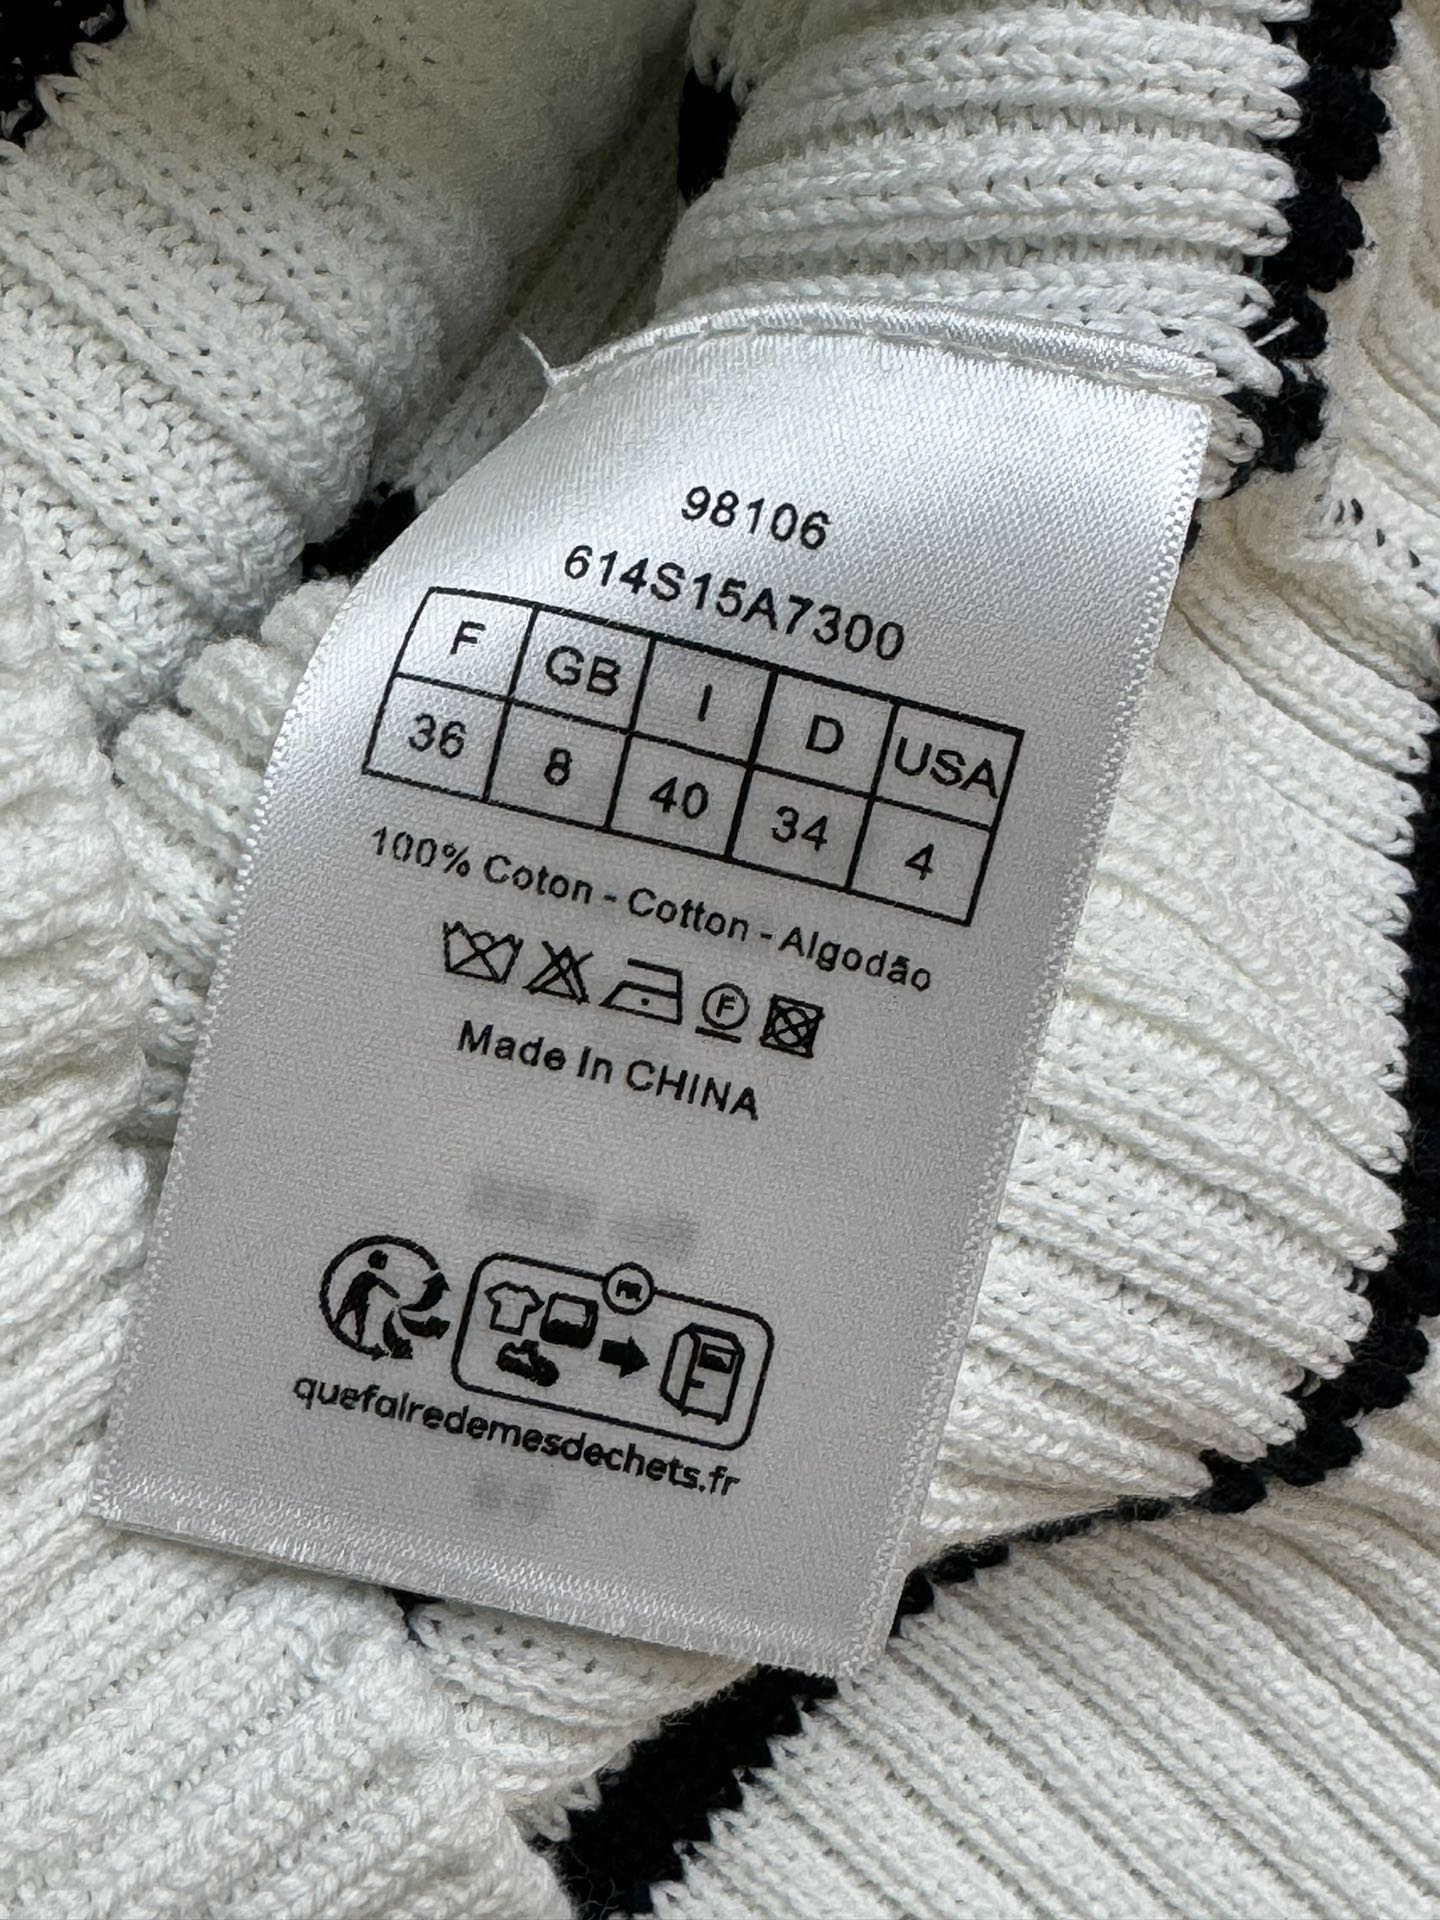 98106
614S15A7300
F GB I D USA
36 8 40 34 4
100% Coton - Cotton - Algodão
F
Made In CHINA
FR
quefairedemesdechets.fr